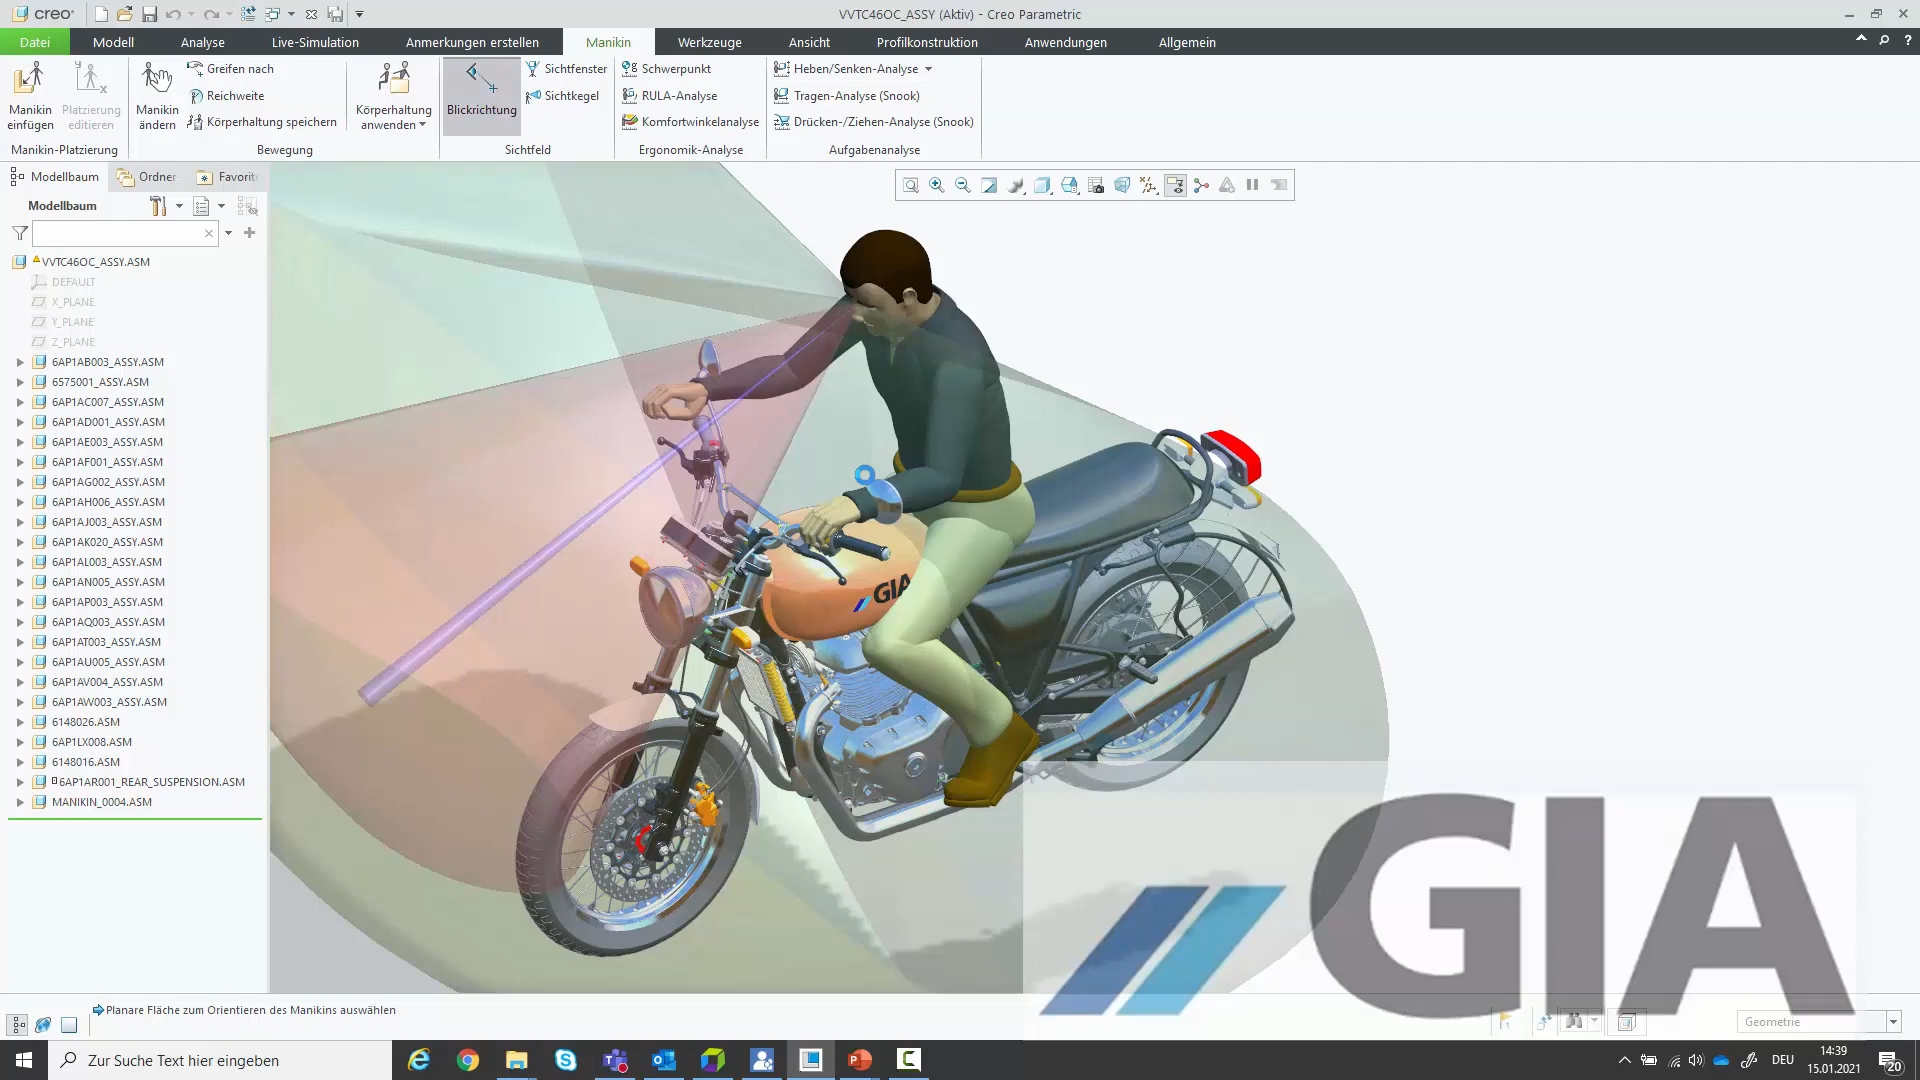 creo
VVTC46OC_ASSY (Aktiv) - Creo Parametric
Datei
Modell
Analyse
Live-Simulation
Anmerkungen erstellen
Manikin
Werkzeuge
Ansicht
Profilkonstruktion
Anwendungen
Allgemein
Manikin einfügen
Platzierung editieren
Manikin-Platzierung
Manikin ändern
Greifen nach
Reichweite
Körperhaltung speichern
Körperhaltung anwenden
Bewegung
Blickrichtung
Sichtfenster
Sichtkegel
Sichtfeld
Schwerpunkt
RULA-Analyse
Komfortwinkelanalyse
Ergonomik-Analyse
Heben/Senken-Analyse
Tragen-Analyse (Snook)
Drücken-/Ziehen-Analyse (Snook)
Aufgabenanalyse
Modellbaum
Ordner
Favorit
Modellbaum
VVTC46OC_ASSY.ASM
DEFAULT
X_PLANE
Y_PLANE
Z_PLANE
6AP1AB003_ASSY.ASM
6575001_ASSY.ASM
6AP1AC007_ASSY.ASM
6AP1AD001_ASSY.ASM
6AP1AE003_ASSY.ASM
6AP1AF001_ASSY.ASM
6AP1AG002_ASSY.ASM
6AP1AH006_ASSY.ASM
6AP1AJ003_ASSY.ASM
6AP1AK020_ASSY.ASM
6AP1AL003_ASSY.ASM
6AP1AN005_ASSY.ASM
6AP1AP003_ASSY.ASM
6AP1AQ003_ASSY.ASM
6AP1AT003_ASSY.ASM
6AP1AU005_ASSY.ASM
6AP1AV004_ASSY.ASM
6AP1AW003_ASSY.ASM
6148026.ASM
6AP1LX008.ASM
6148016.ASM
6AP1AR001_REAR_SUSPENSION.ASM
MANIKIN_0004.ASM
GIA
GIA
Planare Fläche zum Orientieren des Manikins auswählen
Geometrie
Zur Suche Text hier eingeben
DEU
14:39
15.01.2021
20